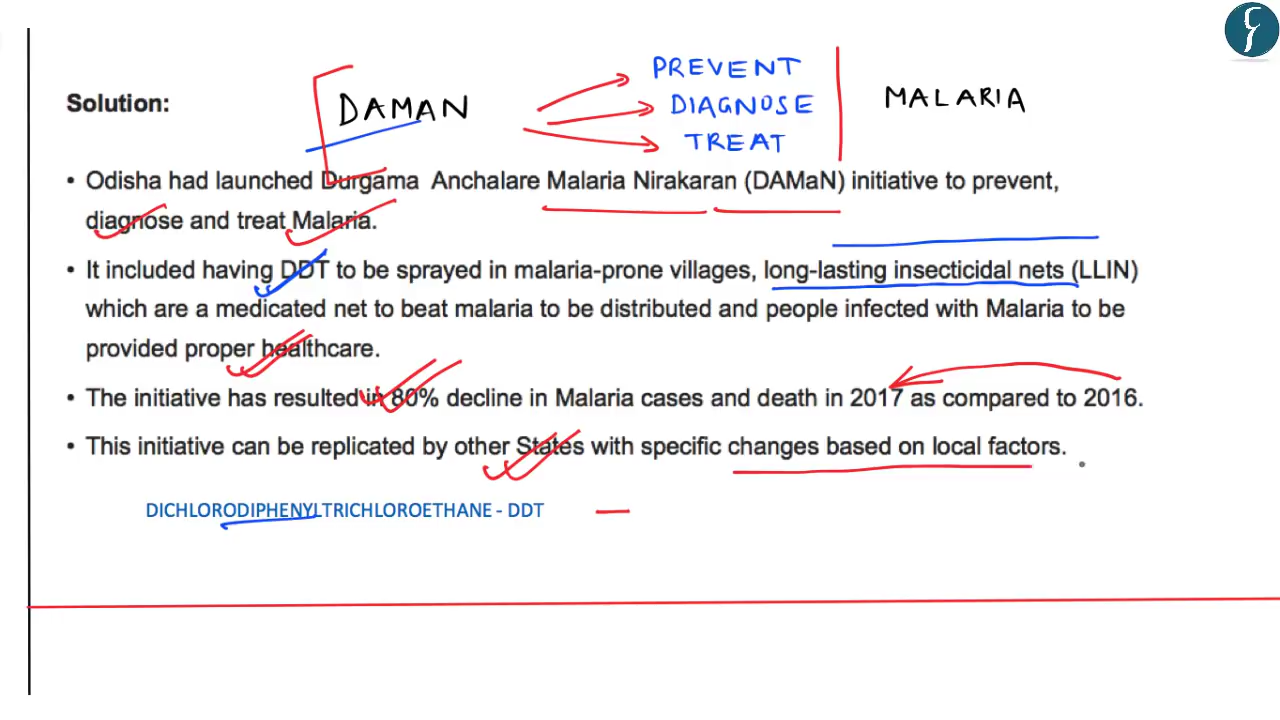 PREVENT
Solution: DAMAN DIAGNOSE MALARIA
TREAT
• Odisha had launched Durgama Anchalare Malaria Nirakaran (DAMaN) initiative to prevent,
diagnose and treat Malaria.
• It included having DDT to be sprayed in malaria-prone villages, long-lasting insecticidal nets (LLIN)
which are a medicated net to beat malaria to be distributed and people infected with Malaria to be
provided proper healthcare.
• The initiative has resulted in 80% decline in Malaria cases and death in 2017 as compared to 2016.
• This initiative can be replicated by other States with specific changes based on local factors.
DICHLORODIPHENYLTRICHLOROETHANE - DDT